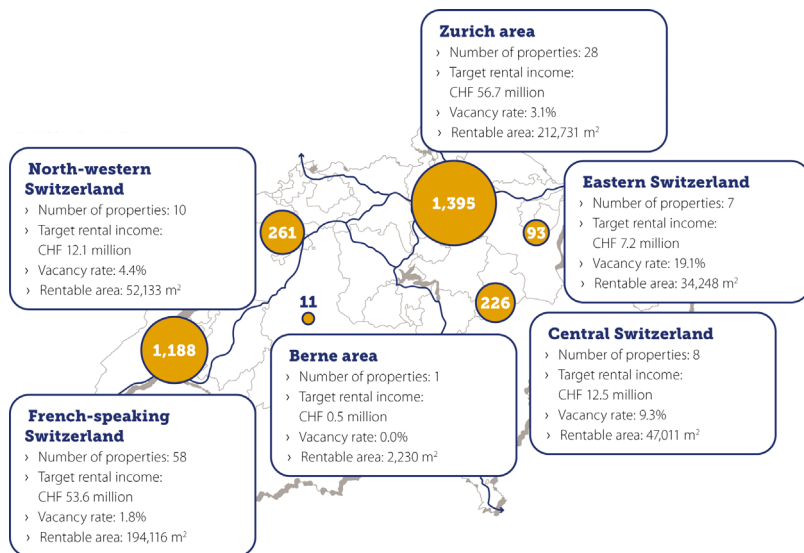 Zurich area
› Number of properties: 28
› Target rental income:
CHF 56.7 million
› Vacancy rate: 3.1%
› Rentable area: 212,731 m²
North-western
Switzerland
› Number of properties: 10
› Target rental income:
CHF 12.1 million
› Vacancy rate: 4.4%
› Rentable area: 52,133 m²
Eastern Switzerland
› Number of properties: 7
› Target rental income:
CHF 7.2 million
› Vacancy rate: 19.1%
› Rentable area: 34,248 m²
1,395
261
93
226
11
1,188
Central Switzerland
› Number of properties: 8
› Target rental income:
CHF 12.5 million
› Vacancy rate: 9.3%
› Rentable area: 47,011 m²
Berne area
› Number of properties: 1
› Target rental income:
CHF 0.5 million
› Vacancy rate: 0.0%
› Rentable area: 2,230 m²
French-speaking
Switzerland
› Number of properties: 58
› Target rental income:
CHF 53.6 million
› Vacancy rate: 1.8%
› Rentable area: 194,116 m²